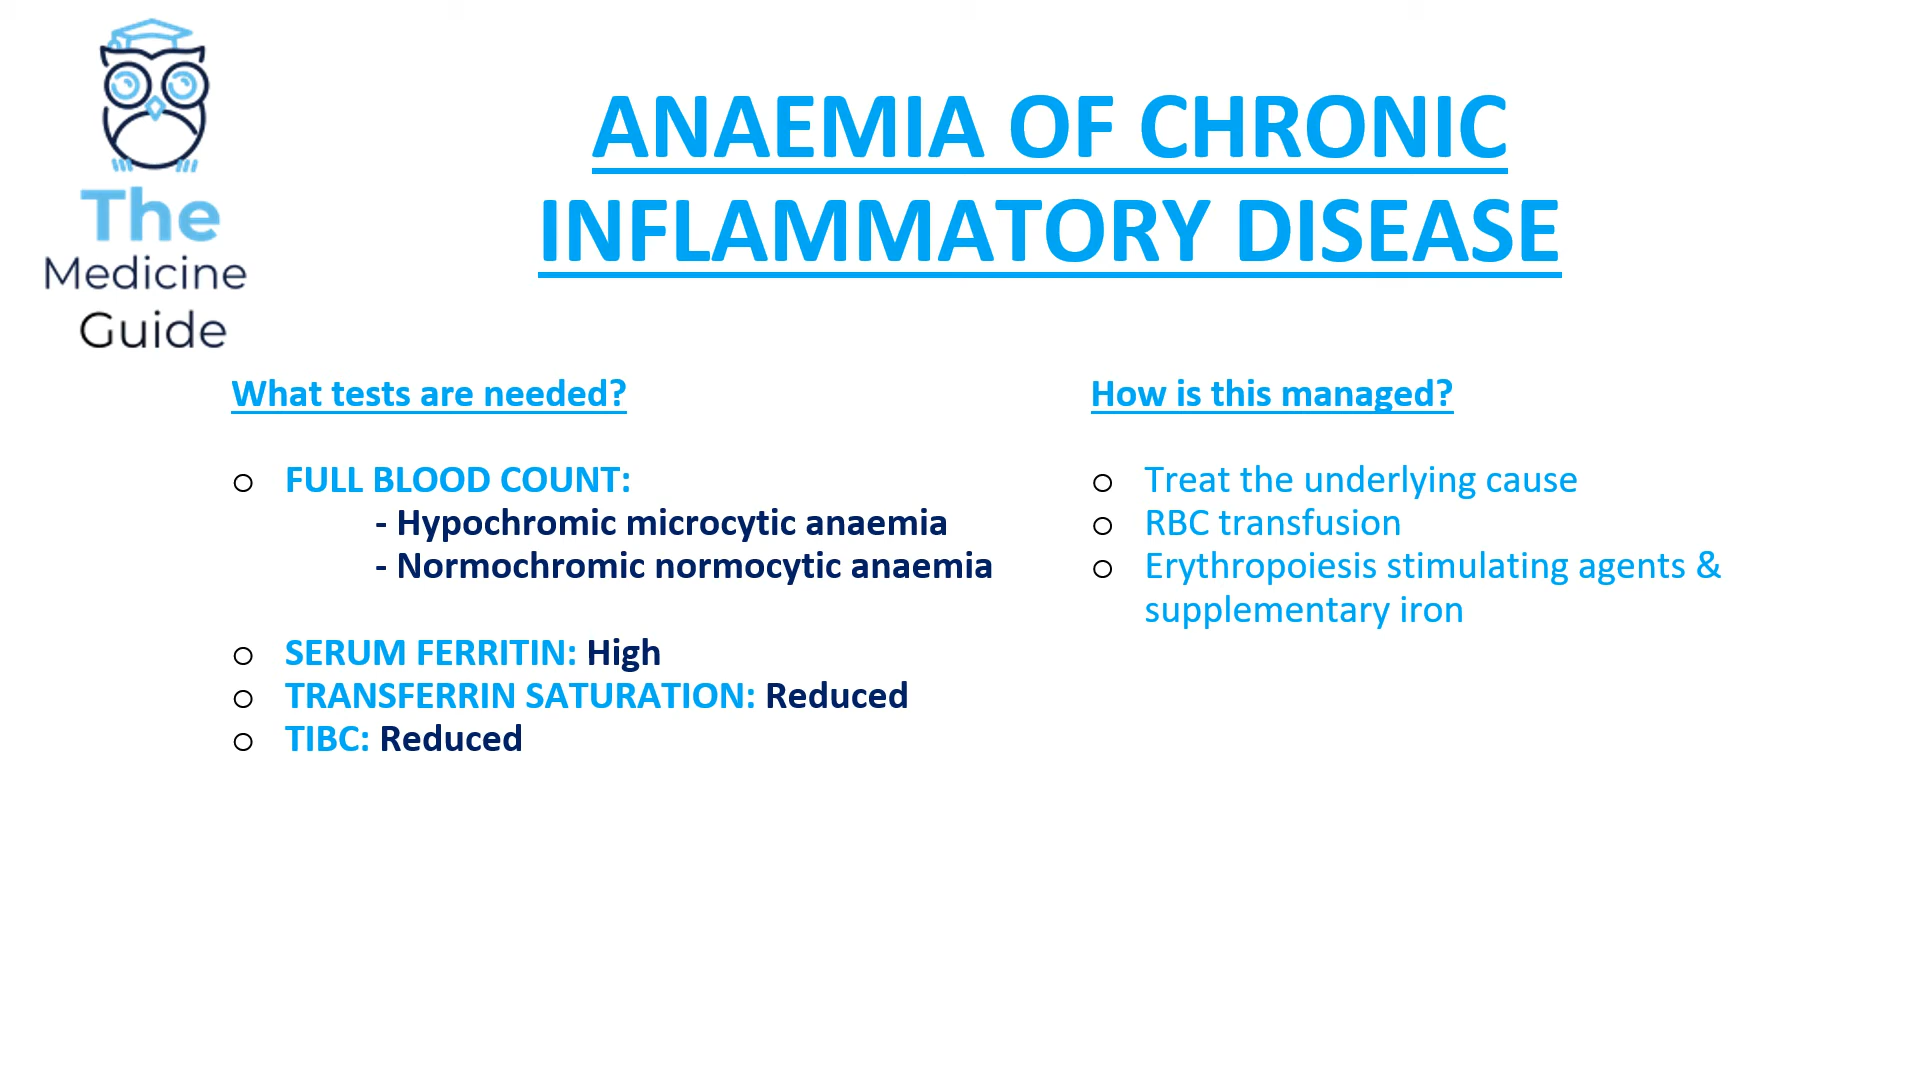 The
Medicine
Guide
ANAEMIA OF CHRONIC
INFLAMMATORY DISEASE
What tests are needed?
FULL BLOOD COUNT:
- Hypochromic microcytic anaemia
- Normochromic normocytic anaemia
SERUM FERRITIN: High
TRANSFERRIN SATURATION: Reduced
TIBC: Reduced
How is this managed?
Treat the underlying cause
RBC transfusion
Erythropoiesis stimulating agents &
supplementary iron